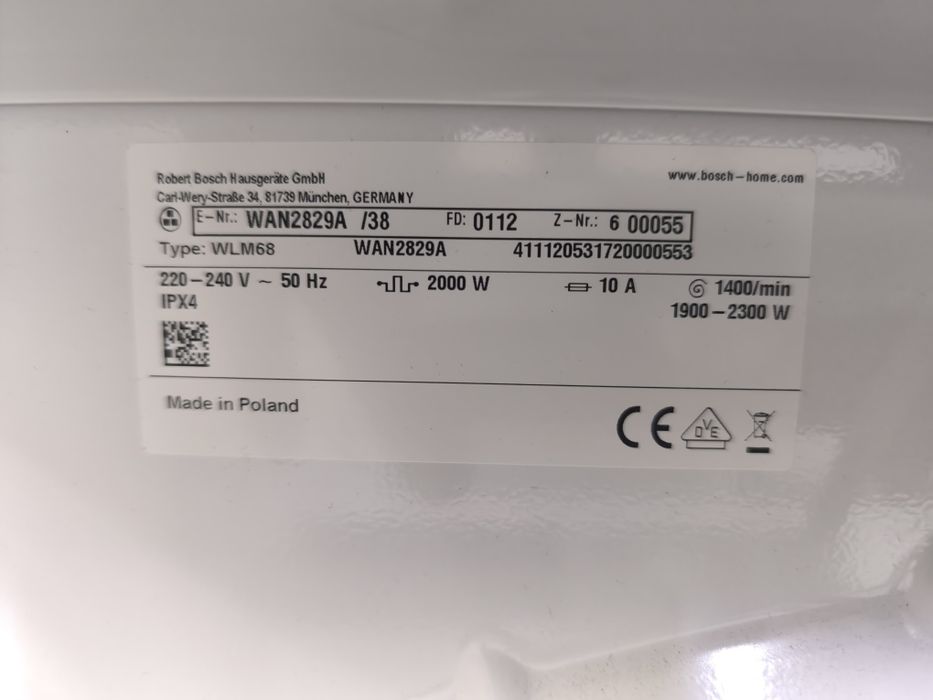 Robert Bosch Hausgeräte GmbH www.bosch-home.com
Carl-Wery-Straße 34, 81739 München, GERMANY
E-Nr.: WAN2829A /38 FD: 0112 Z-Nr.: 6 00055
Type: WLM68 WAN2829A 411120531720000553
220-240 V ~ 50 Hz 2000 W 10 A 1400/min
IPX4 1900-2300 W
Made in Poland
CE DVE